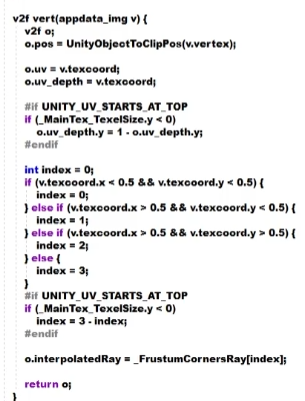 v2f vert(appdata_img v) {
v2f o;
o.pos = UnityObjectToClipPos(v.vertex);
o.uv = v.texcoord;
o.uv_depth = v.texcoord;
#if UNITY_UV_STARTS_AT_TOP
if (_MainTex_TexelSize.y < 0)
o.uv_depth.y = 1 - o.uv_depth.y;
#endif
int index = 0;
if (v.texcoord.x < 0.5 && v.texcoord.y < 0.5) {
index = 0;
} else if (v.texcoord.x > 0.5 && v.texcoord.y < 0.5) {
index = 1;
} else if (v.texcoord.x > 0.5 && v.texcoord.y > 0.5) {
index = 2;
} else {
index = 3;
}
#if UNITY_UV_STARTS_AT_TOP
if (_MainTex_TexelSize.y < 0)
index = 3 - index;
#endif
o.interpolatedRay = _FrustumCornersRay[index];
return o;
}